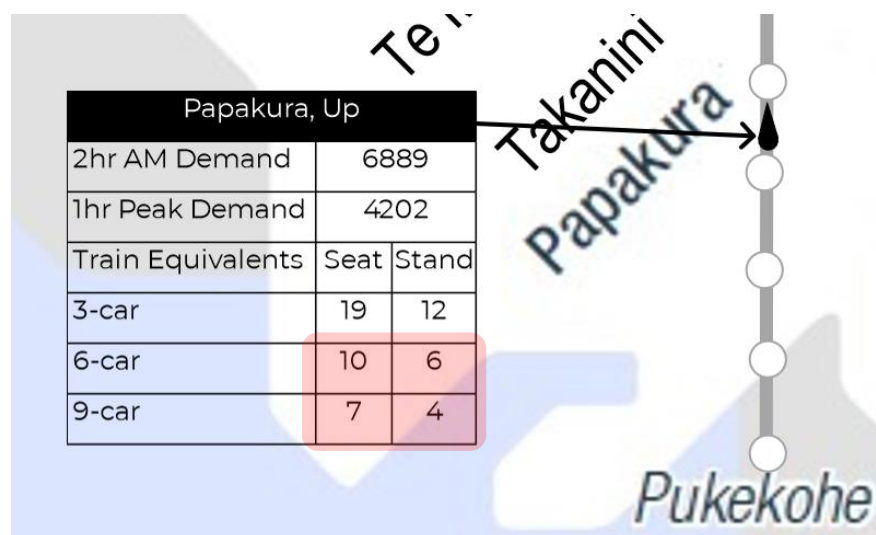 Te
Takanini
Papakura
Papakura, Up
2hr AM Demand 6889
1hr Peak Demand 4202
Train Equivalents Seat Stand
3-car 19 12
6-car 10 6
9-car 7 4
Pukekohe